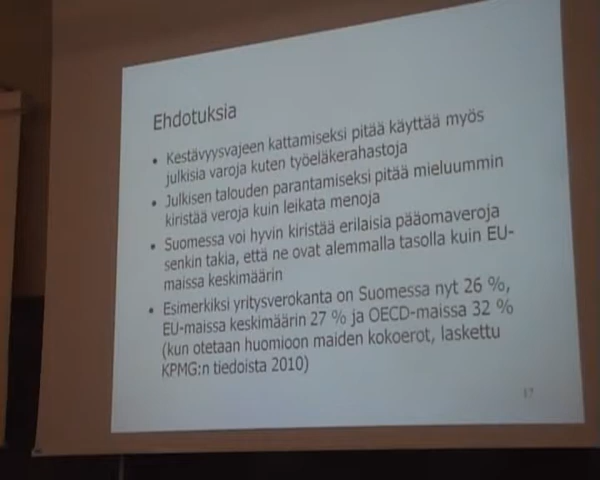 Ehdotuksia
• Kestävyysvajeen kattamiseksi pitää käyttää myös
julkisia varoja kuten työeläkerahastoja
• Julkisen talouden parantamiseksi pitää mieluummin
kiristää veroja kuin leikata menoja
• Suomessa voi hyvin kiristää erilaisia pääomaveroja
senkin takia, että ne ovat alemmalla tasolla kuin EU-
maissa keskimäärin
• Esimerkiksi yritysverokanta on Suomessa nyt 26 %,
EU-maissa keskimäärin 27 % ja OECD-maissa 32 %
(kun otetaan huomioon maiden kokoerot, laskettu
KPMG:n tiedoista 2010)
17